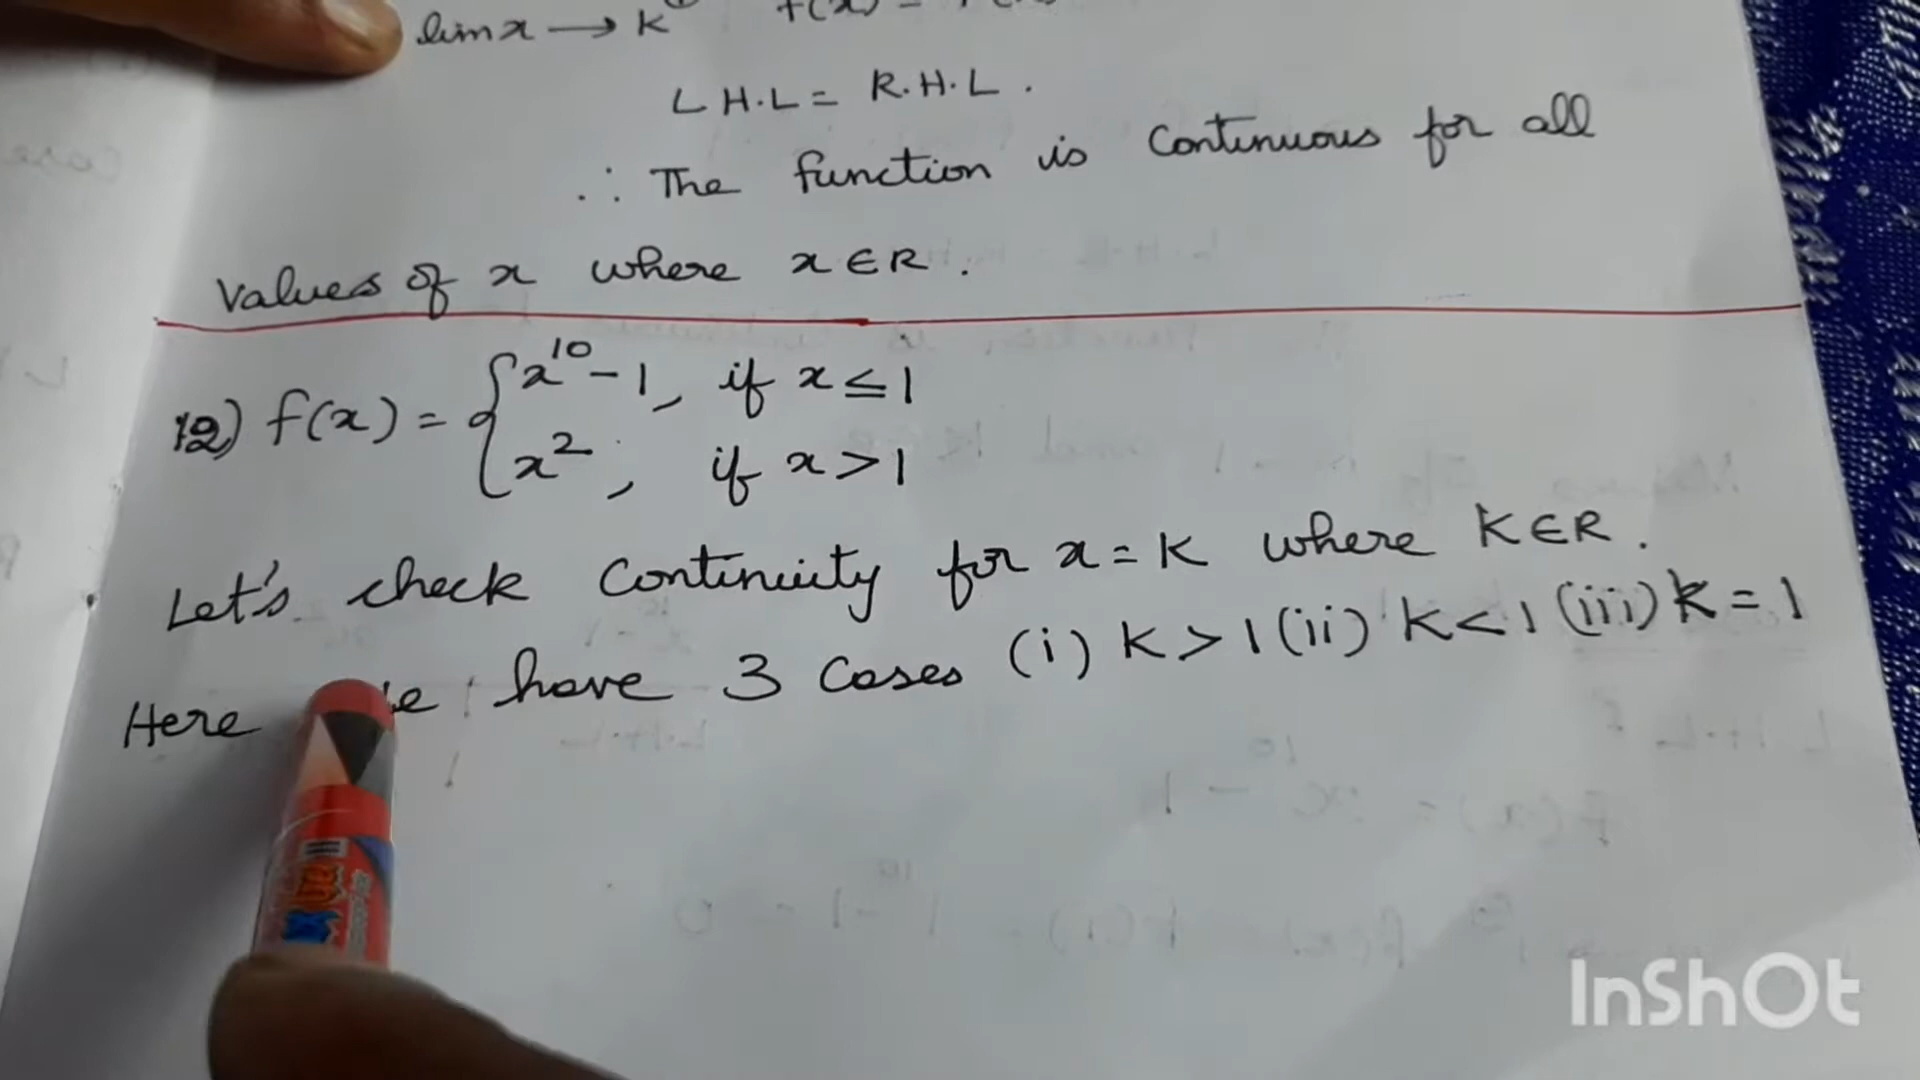 lim x → k
L H.L = R.H.L.
∴ The function is continuous for all
values of x where x ∈ R.
12) f(x) = { x¹⁰ - 1, if x ≤ 1
x², if x > 1
Let's check continuity for x = k where k ∈ R.
Here we have 3 cases (i) k > 1 (ii) k < 1 (iii) k = 1
InShOt